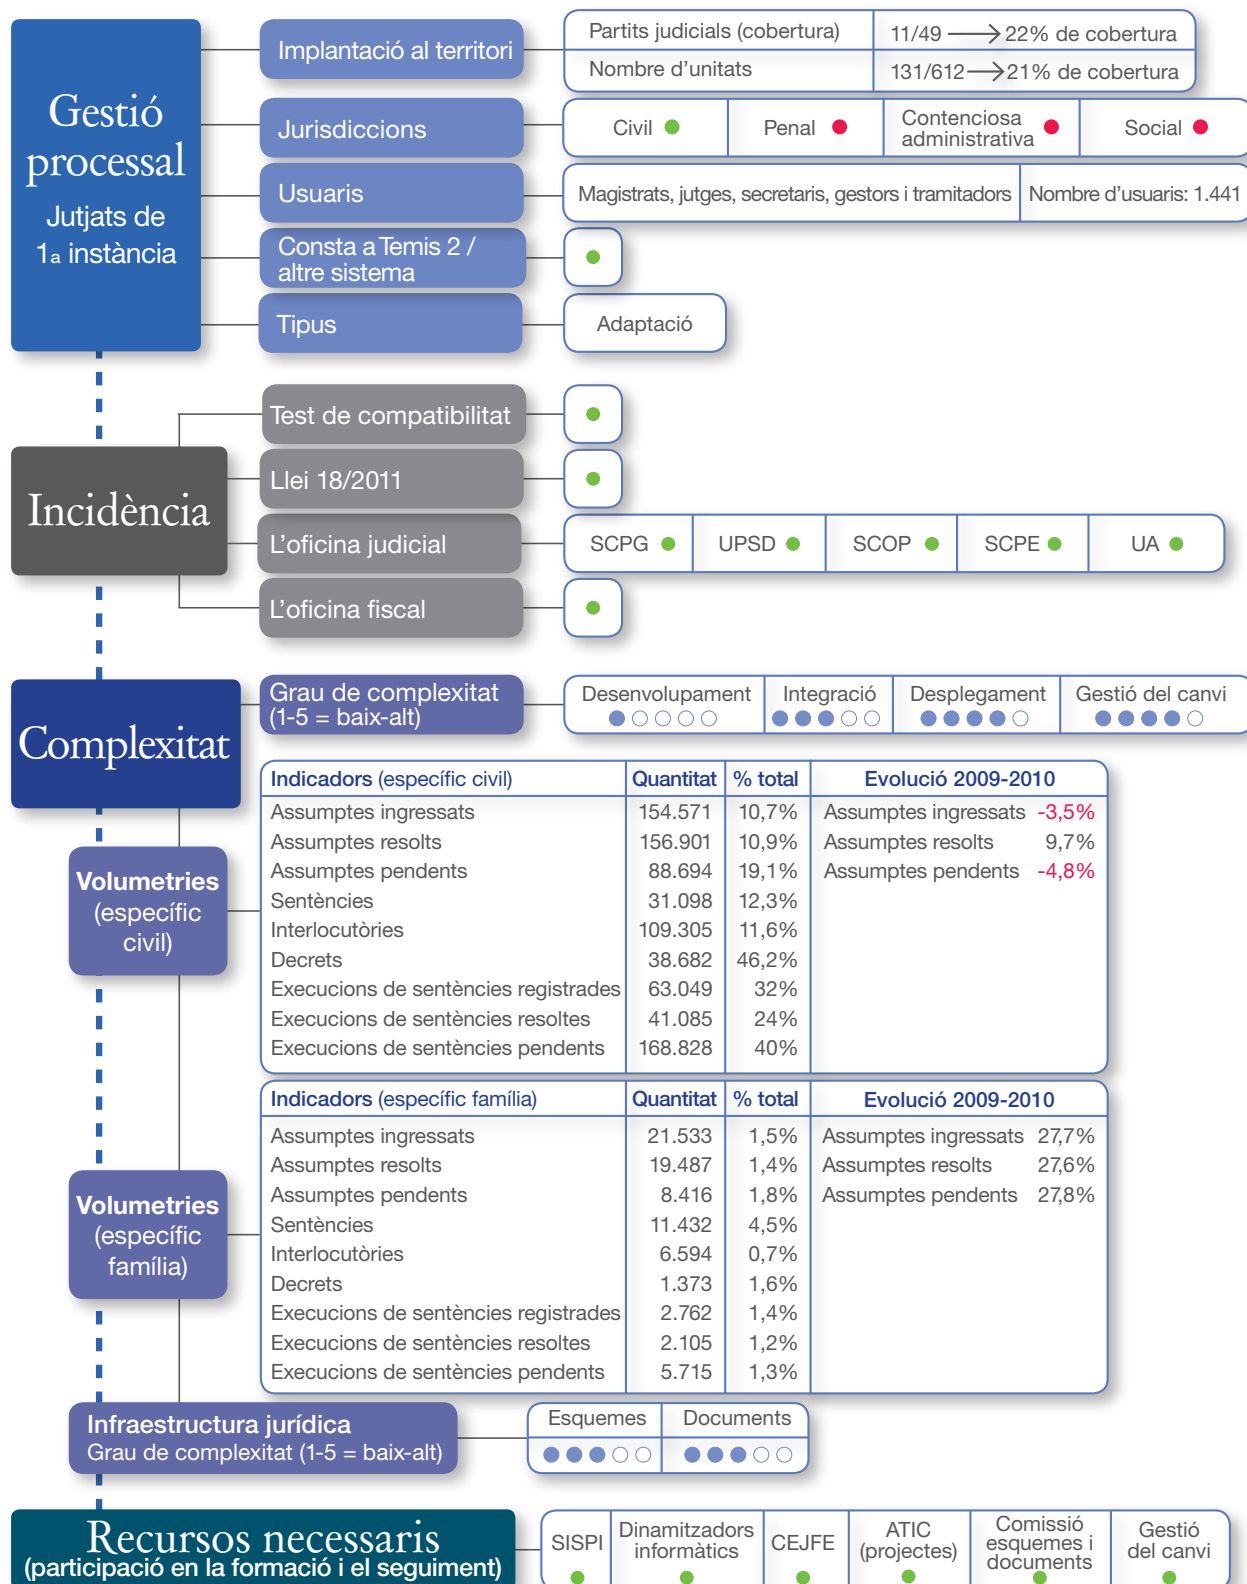 Gestió
processal
Jutjats de
1a instància
Implantació al territori
Partits judicials (cobertura)
11/49 → 22% de cobertura
Nombre d’unitats
131/612 → 21% de cobertura
Jurisdiccions
Civil
Penal
Contenciosa
administrativa
Social
Usuaris
Magistrats, jutges, secretaris, gestors i tramitadors
Nombre d’usuaris: 1.441
Consta a Temis 2 /
altre sistema
Tipus
Adaptació
Incidència
Test de compatibilitat
Llei 18/2011
L’oficina judicial
SCPG
UPSD
SCOP
SCPE
UA
L’oficina fiscal
Complexitat
Grau de complexitat
(1-5 = baix-alt)
Desenvolupament
Integració
Desplegament
Gestió del canvi
Volumetries
(específic
civil)
Indicadors (específic civil) Quantitat % total Evolució 2009-2010
Assumptes ingressats 154.571 10,7% Assumptes ingressats -3,5%
Assumptes resolts 156.901 10,9% Assumptes resolts 9,7%
Assumptes pendents 88.694 19,1% Assumptes pendents -4,8%
Sentències 31.098 12,3%
Interlocutòries 109.305 11,6%
Decrets 38.682 46,2%
Execucions de sentències registrades 63.049 32%
Execucions de sentències resoltes 41.085 24%
Execucions de sentències pendents 168.828 40%
Volumetries
(específic
família)
Indicadors (específic família) Quantitat % total Evolució 2009-2010
Assumptes ingressats 21.533 1,5% Assumptes ingressats 27,7%
Assumptes resolts 19.487 1,4% Assumptes resolts 27,6%
Assumptes pendents 8.416 1,8% Assumptes pendents 27,8%
Sentències 11.432 4,5%
Interlocutòries 6.594 0,7%
Decrets 1.373 1,6%
Execucions de sentències registrades 2.762 1,4%
Execucions de sentències resoltes 2.105 1,2%
Execucions de sentències pendents 5.715 1,3%
Infraestructura jurídica
Grau de complexitat (1-5 = baix-alt)
Esquemes
Documents
Recursos necessaris
(participació en la formació i el seguiment)
SISPI
Dinamitzadors
informàtics
CEJFE
ATIC
(projectes)
Comissió
esquemes i
documents
Gestió
del canvi